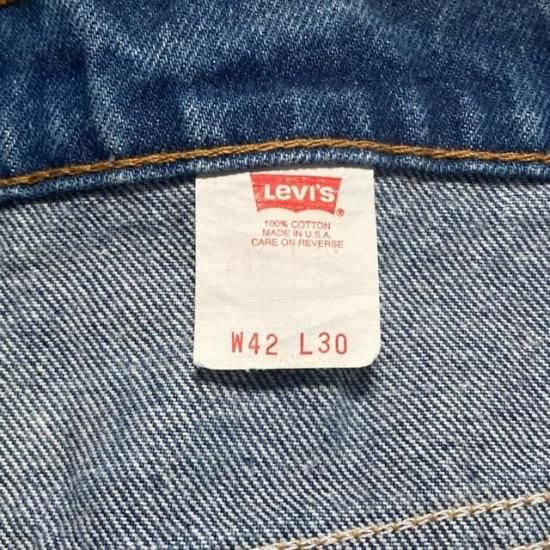 Levi's ®
100% COTTON
MADE IN U.S.A.
CARE ON REVERSE
W42 L30